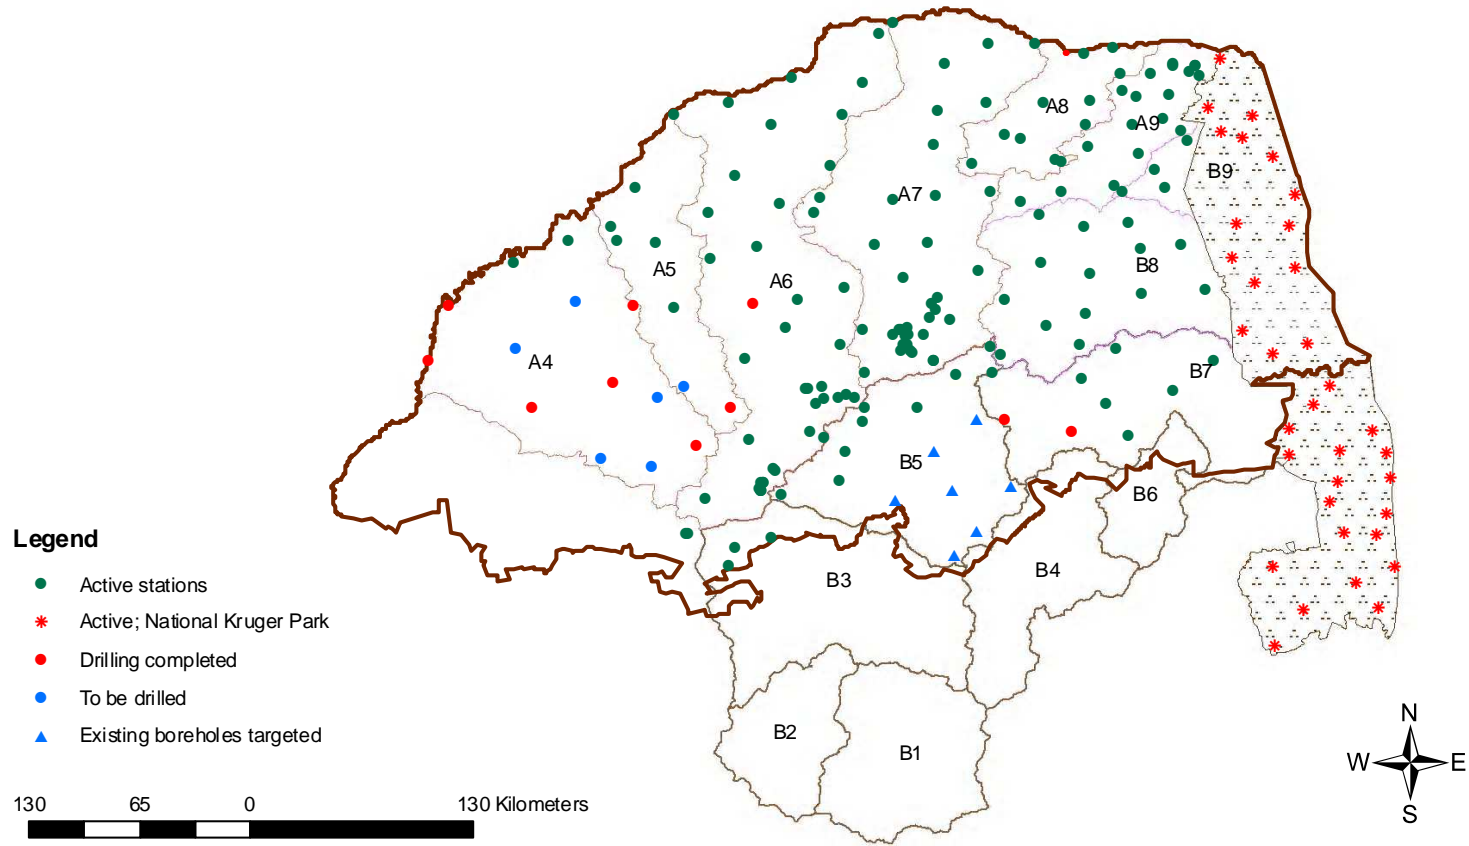 A8
A9
B9
A7
A5
B8
A6
A4
B7
B5
B6
B3
B4
B2
B1
Legend
Active stations
Active; National Kruger Park
Drilling completed
To be drilled
Existing boreholes targeted
130 65 0 130 Kilometers
N
W E
S